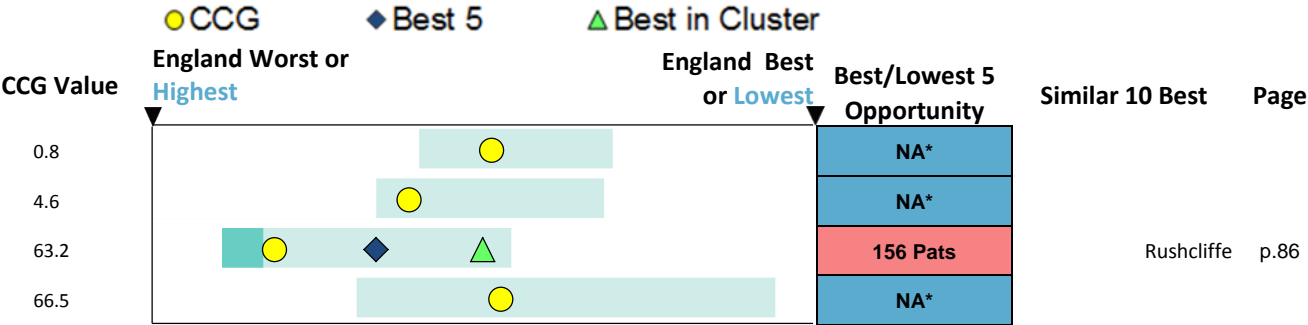 CCG Best 5 Best in Cluster
CCG Value England Worst or Highest England Best or Lowest Best/Lowest 5 Opportunity Similar 10 Best Page
0.8 NA*
4.6 NA*
63.2 156 Pats Rushcliffe p.86
66.5 NA*